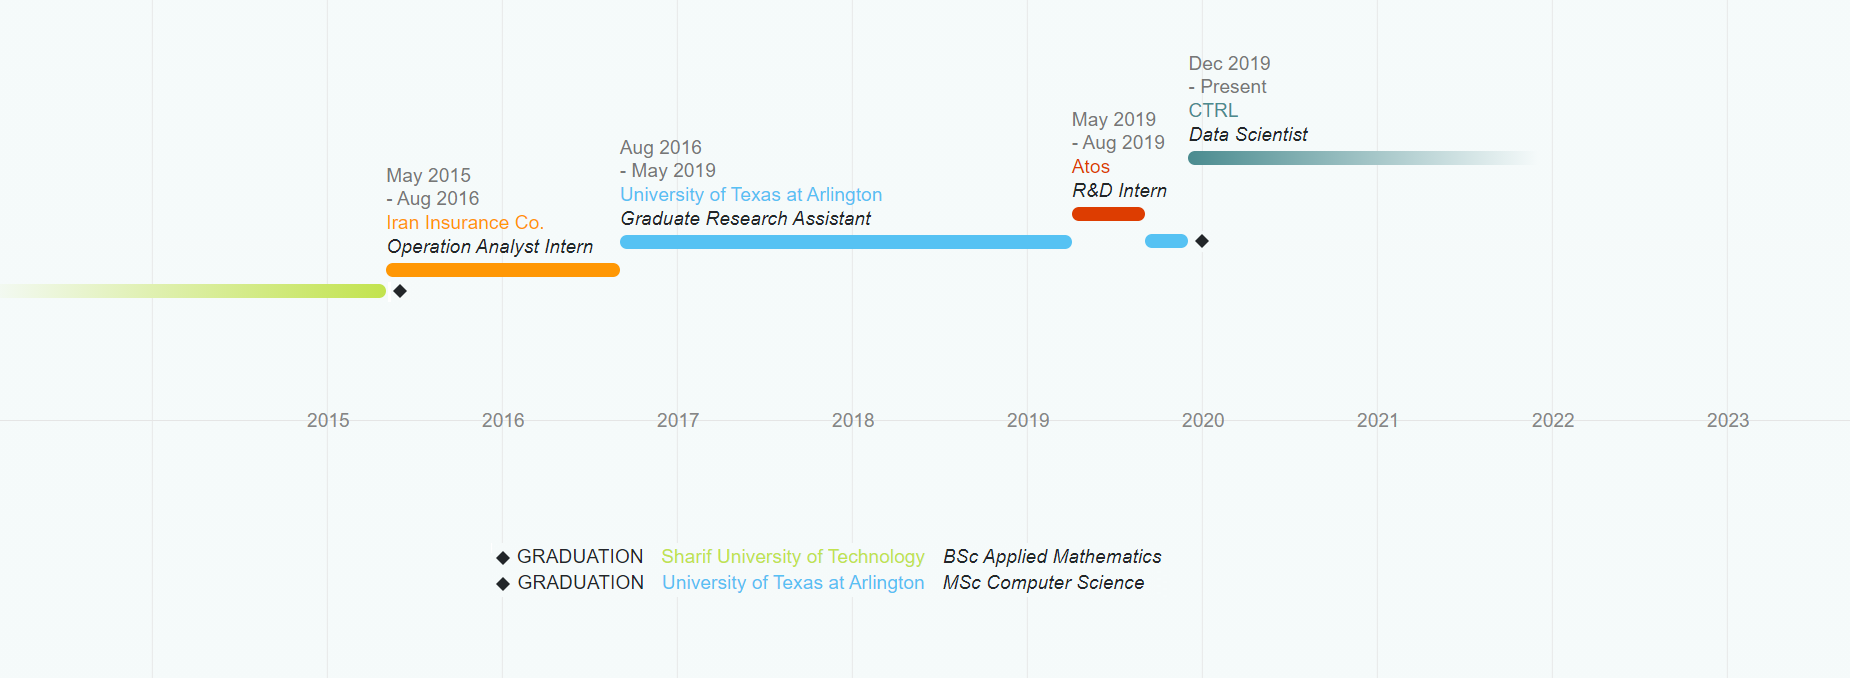 Dec 2019
- Present
CTRL
Data Scientist
May 2019
- Aug 2019
Atos
R&D Intern
Aug 2016
- May 2019
University of Texas at Arlington
Graduate Research Assistant
May 2015
- Aug 2016
Iran Insurance Co.
Operation Analyst Intern
2015 2016 2017 2018 2019 2020 2021 2022 2023
GRADUATION Sharif University of Technology BSc Applied Mathematics
GRADUATION University of Texas at Arlington MSc Computer Science